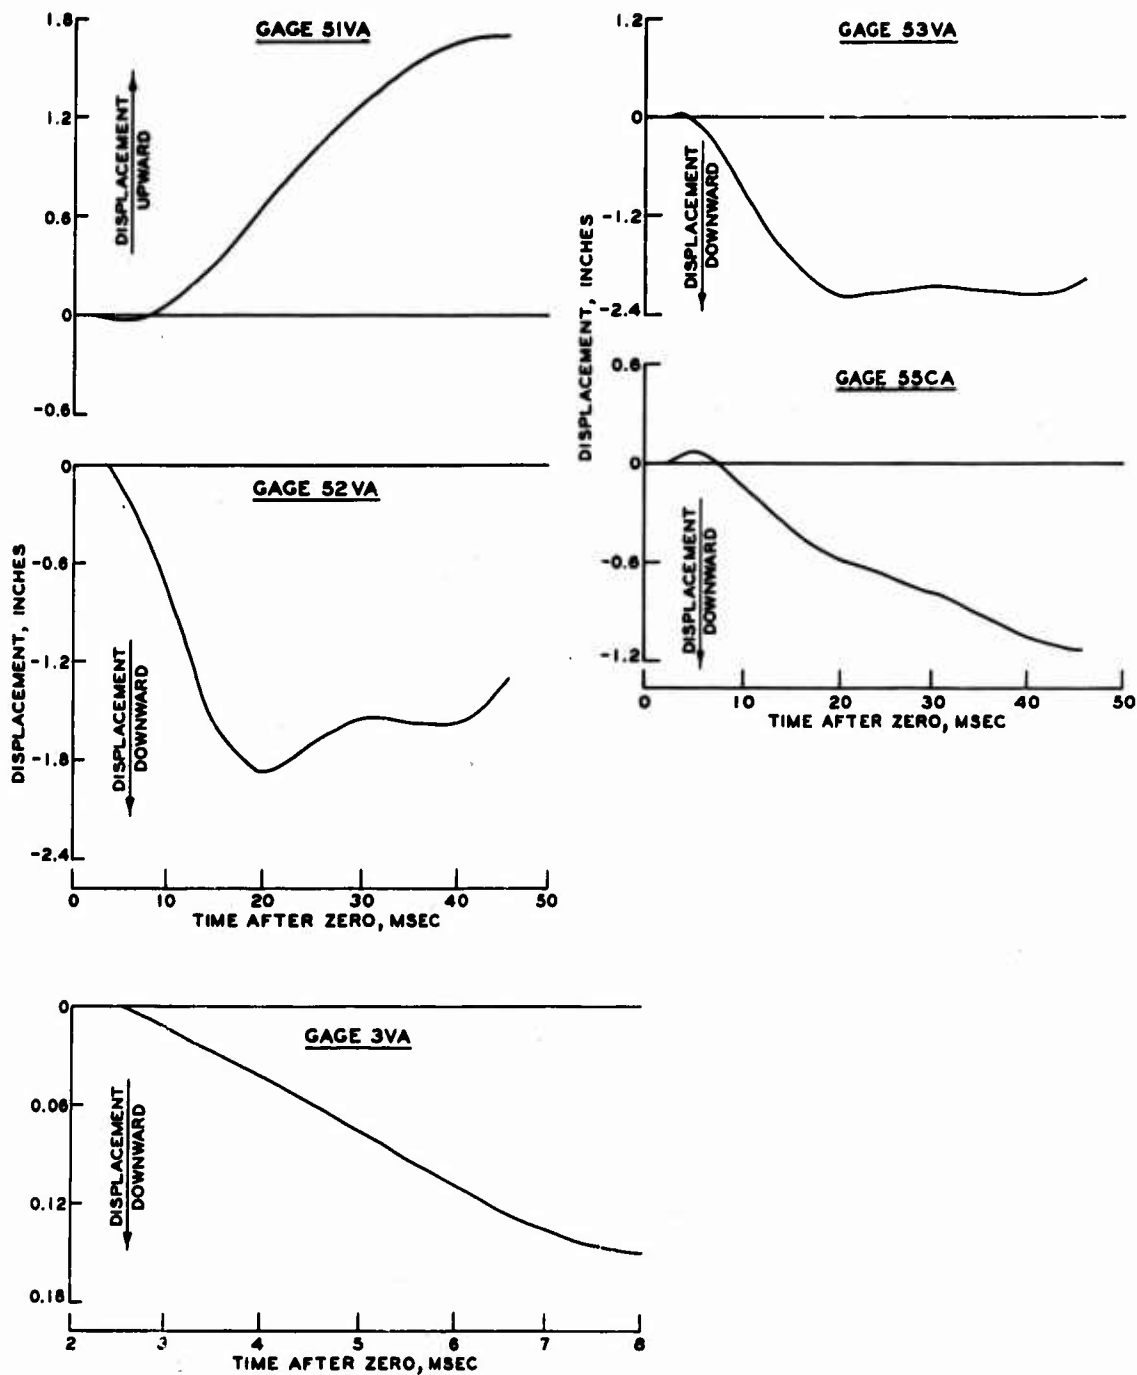 GAGE 51VA
1.8
1.2
0.6
0
-0.6
DISPLACEMENT
UPWARD
GAGE 52VA
0
-0.6
-1.2
-1.8
-2.4
DISPLACEMENT, INCHES
DISPLACEMENT
DOWNWARD
0 10 20 30 40 50
TIME AFTER ZERO, MSEC
GAGE 53VA
1.2
0
-1.2
-2.4
DISPLACEMENT, INCHES
DISPLACEMENT
DOWNWARD
GAGE 55CA
0.6
0
-0.6
-1.2
DISPLACEMENT
DOWNWARD
0 10 20 30 40 50
TIME AFTER ZERO, MSEC
GAGE 3VA
0
0.06
0.12
0.18
DISPLACEMENT
DOWNWARD
2 3 4 5 6 7 8
TIME AFTER ZERO, MSEC